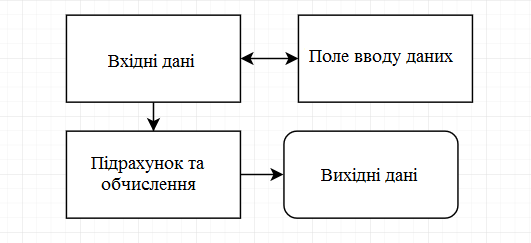 Вхідні дані
Поле вводу даних
Підрахунок та
обчислення
Вихідні дані